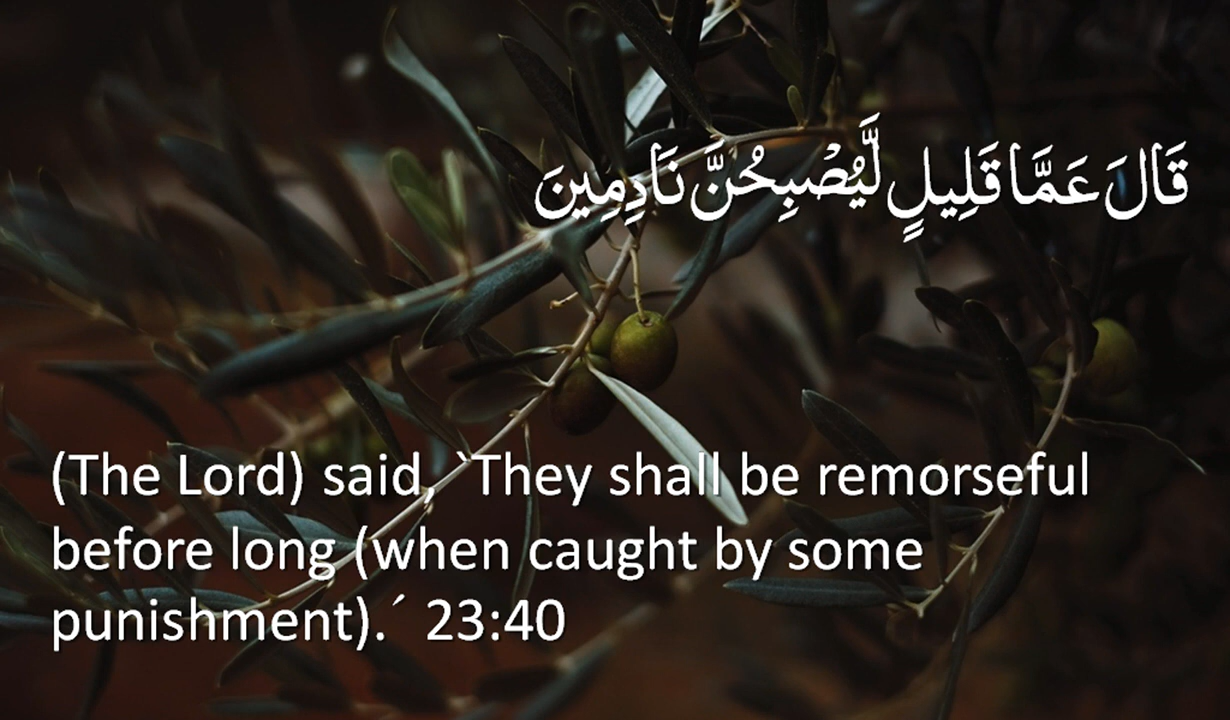 قَالَ عَمَّا قَلِيلٍ لَّيُصْبِحُنَّ نَادِمِينَ
(The Lord) said, `They shall be remorseful
before long (when caught by some
punishment).´ 23:40